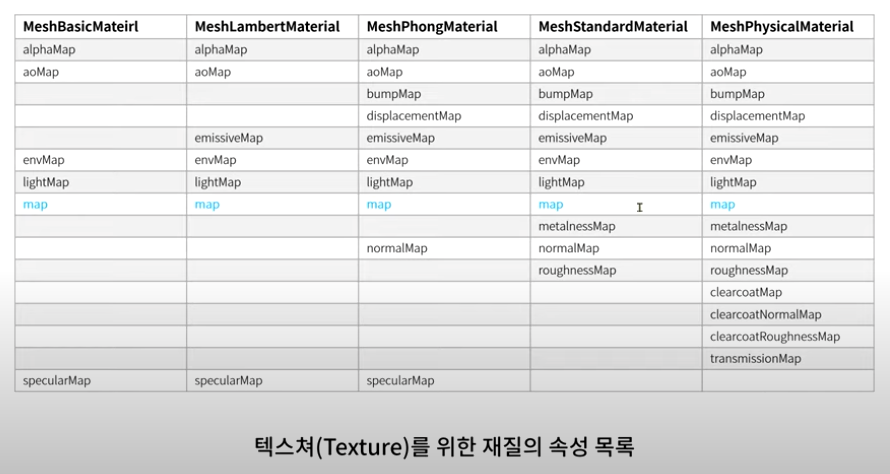 MeshBasicMateirl MeshLambertMaterial MeshPhongMaterial MeshStandardMaterial MeshPhysicalMaterial
alphaMap alphaMap alphaMap alphaMap alphaMap
aoMap aoMap aoMap aoMap aoMap
bumpMap bumpMap bumpMap
displacementMap displacementMap displacementMap
emissiveMap emissiveMap emissiveMap emissiveMap
envMap envMap envMap envMap envMap
lightMap lightMap lightMap lightMap lightMap
map map map map map
metalnessMap metalnessMap
normalMap normalMap normalMap
roughnessMap roughnessMap
clearcoatMap
clearcoatNormalMap
clearcoatRoughnessMap
transmissionMap
specularMap specularMap specularMap
텍스쳐(Texture)를 위한 재질의 속성 목록